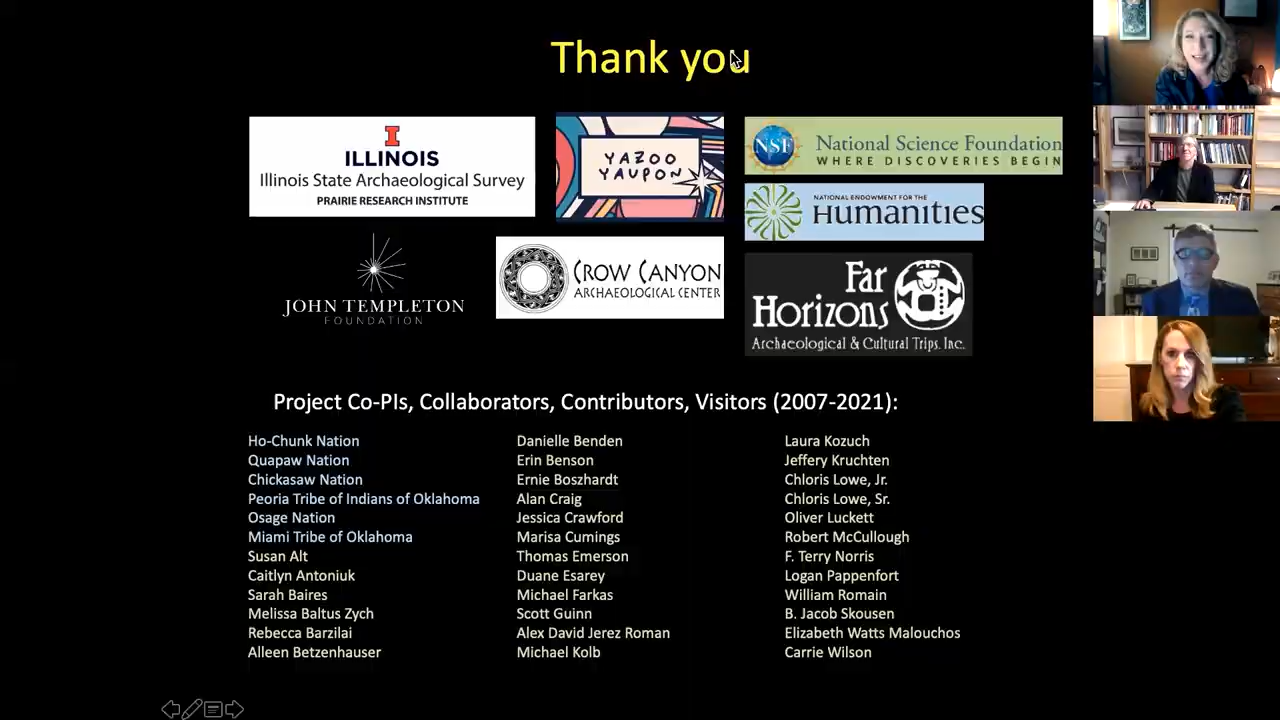 Thank you
I
ILLINOIS
Illinois State Archaeological Survey
PRAIRIE RESEARCH INSTITUTE
YAZOO
YAUPON
NSF
National Science Foundation
WHERE DISCOVERIES BEGIN
NATIONAL ENDOWMENT FOR THE
HUMANITIES
JOHN TEMPLETON
FOUNDATION
CROW CANYON
ARCHAEOLOGICAL CENTER
Far
Horizons
Archaeological & Cultural Trips, Inc.
Project Co-PIs, Collaborators, Contributors, Visitors (2007-2021):
Ho-Chunk Nation
Quapaw Nation
Chickasaw Nation
Peoria Tribe of Indians of Oklahoma
Osage Nation
Miami Tribe of Oklahoma
Susan Alt
Caitlyn Antoniuk
Sarah Baires
Melissa Baltus Zych
Rebecca Barzilai
Alleen Betzenhauser
Danielle Benden
Erin Benson
Ernie Boszhardt
Alan Craig
Jessica Crawford
Marisa Cumings
Thomas Emerson
Duane Esarey
Michael Farkas
Scott Guinn
Alex David Jerez Roman
Michael Kolb
Laura Kozuch
Jeffery Kruchten
Chloris Lowe, Jr.
Chloris Lowe, Sr.
Oliver Luckett
Robert McCullough
F. Terry Norris
Logan Pappenfort
William Romain
B. Jacob Skousen
Elizabeth Watts Malouchos
Carrie Wilson